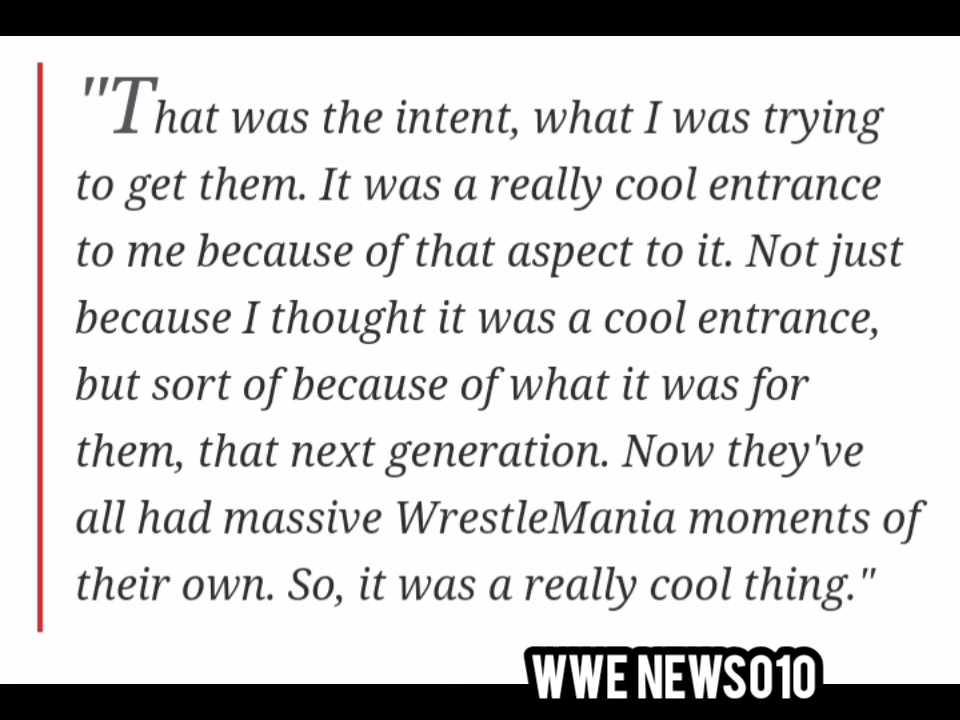 "That was the intent, what I was trying
to get them. It was a really cool entrance
to me because of that aspect to it. Not just
because I thought it was a cool entrance,
but sort of because of what it was for
them, that next generation. Now they've
all had massive WrestleMania moments of
their own. So, it was a really cool thing."
WWE NEWS010